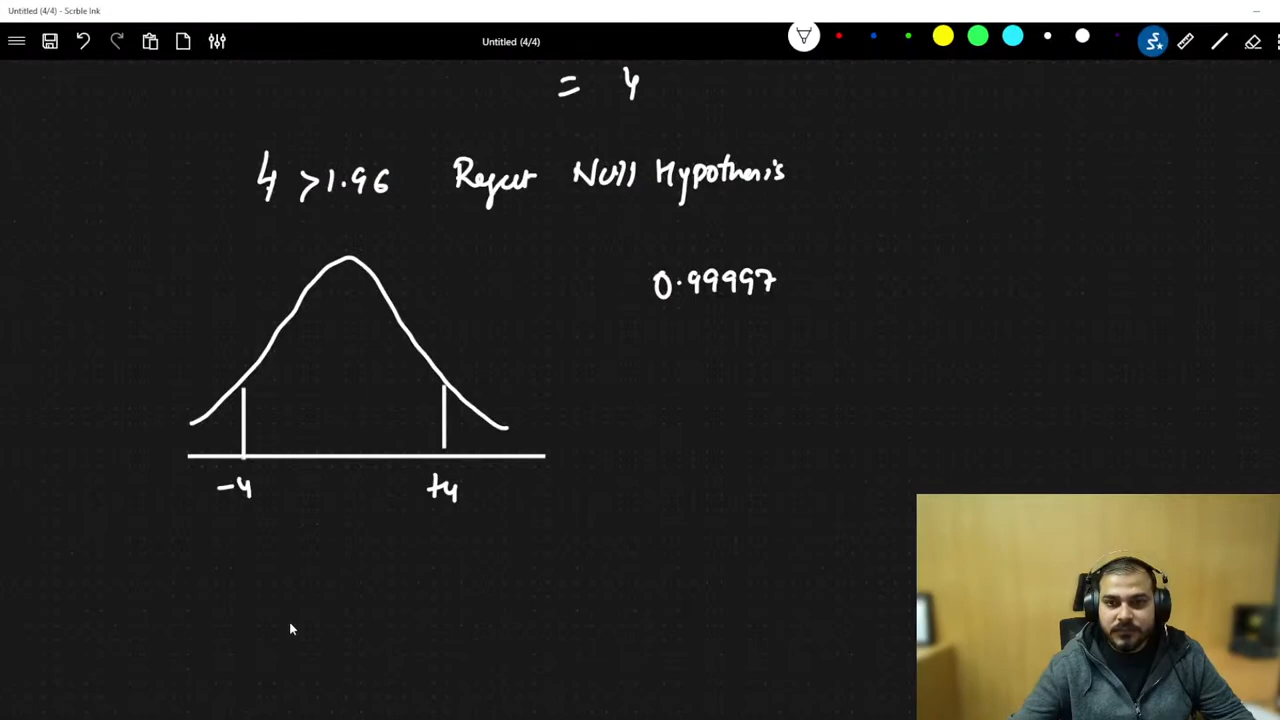 Untitled (4/4) - Scrble Ink
Untitled (4/4)
= 4
4 > 1.96 Reject Null Hypothesis
0.99997
-4 +4